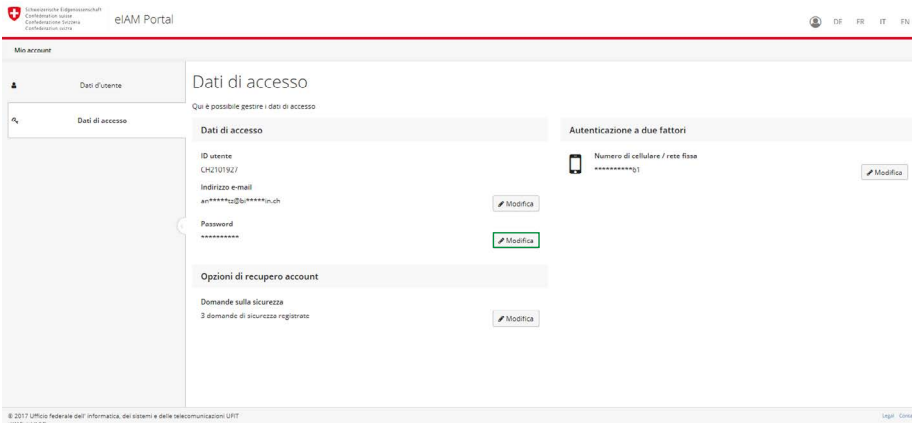 Schweizerische Eidgenossenschaft
Confédération suisse
Confederazione Svizzera
Confederaziun svizra
eIAM Portal
DE FR IT EN
Mio account
Dati d'utente
Dati di accesso
Dati di accesso
Qui è possibile gestire i dati di accesso
Dati di accesso
ID utente
CH2101927
Indirizzo e-mail
an*****tz@bi*****in.ch
Modifica
Password
**********
Modifica
Opzioni di recupero account
Domande sulla sicurezza
3 domande di sicurezza registrate
Modifica
Autenticazione a due fattori
Numero di cellulare / rete fissa
**********61
Modifica
© 2017 Ufficio federale dell' informatica, dei sistemi e delle telecomunicazioni UFIT
Legal